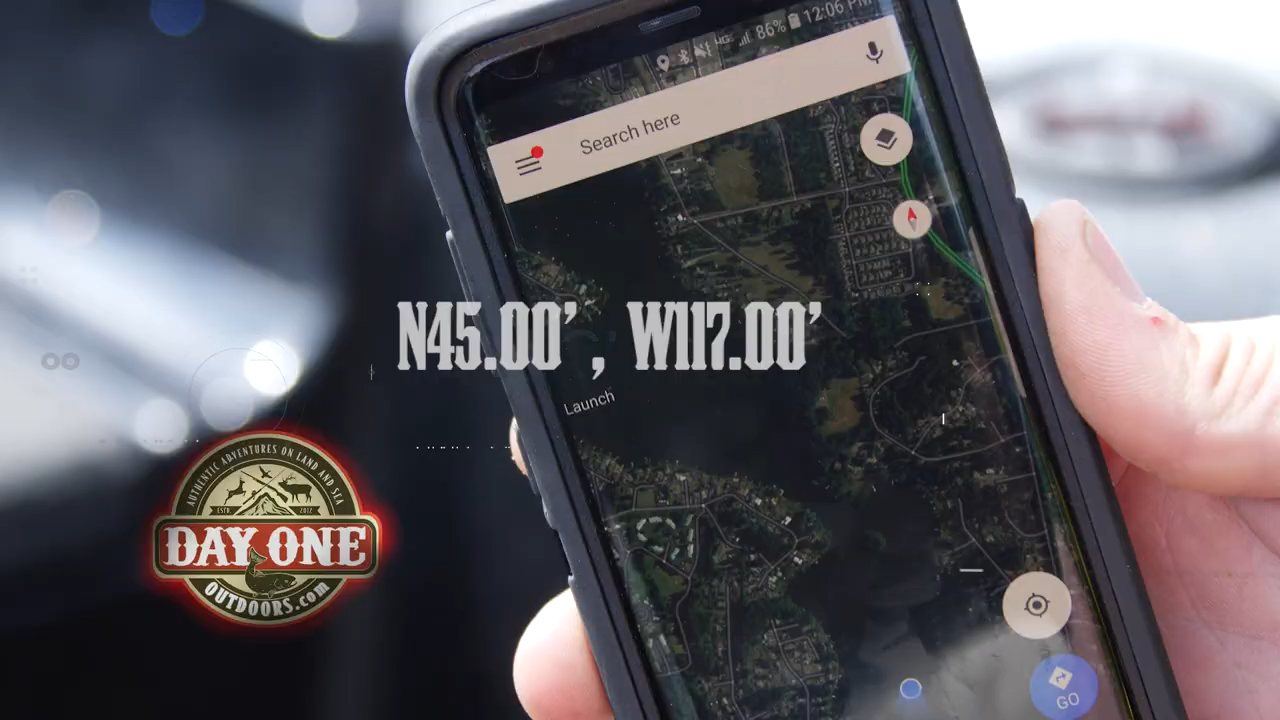 4G 86% 12:06 PM
Search here
N45.00’ , W117.00’
Launch
AUTHENTIC ADVENTURES ON LAND AND SEA
ESTD. 2012
DAY ONE
OUTDOORS.COM
GO